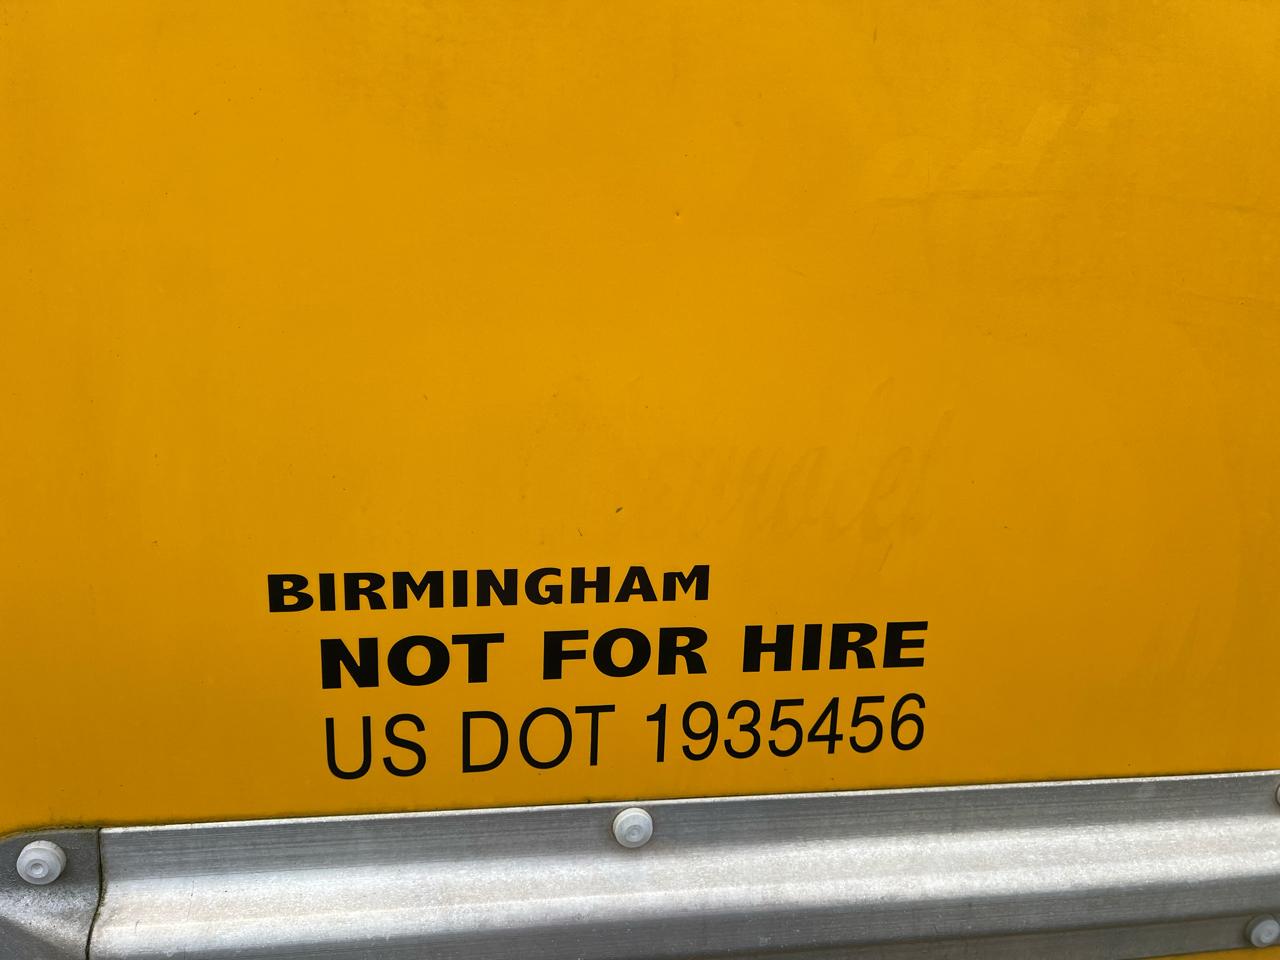 BIRMINGHAM
NOT FOR HIRE
US DOT 1935456